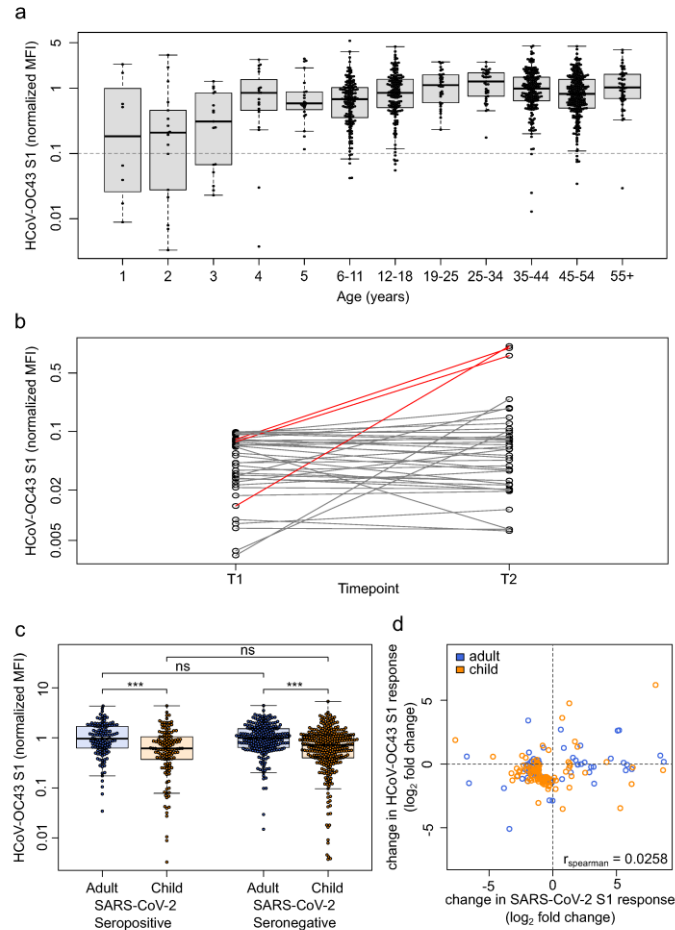 a
HCoV-OC43 S1 (normalized MFI)
5
1
0.1
0.01
1 2 3 4 5 6-11 12-18 19-25 25-34 35-44 45-54 55+
Age (years)
b
HCoV-OC43 S1 (normalized MFI)
0.5
0.1
0.02
0.005
T1 T2
Timepoint
c
HCoV-OC43 S1 (normalized MFI)
10
1
0.1
0.01
ns
ns
*** ***
Adult Child Adult Child
SARS-CoV-2 SARS-CoV-2
Seropositive Seronegative
d
adult
child
change in HCoV-OC43 S1 response
(log2 fold change)
5
0
-5
rspearman = 0.0258
-5 0 5
change in SARS-CoV-2 S1 response
(log2 fold change)